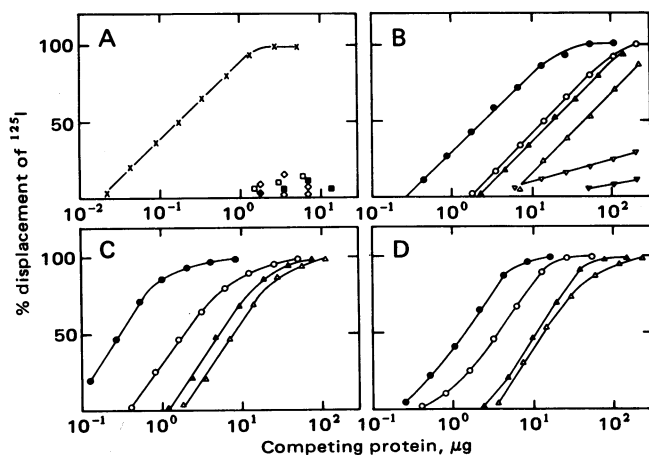 A
B
100
50
10⁻² 10⁻¹ 10⁰ 10¹
10⁻¹ 10⁰ 10¹ 10²
% displacement of ¹²⁵I
C
D
100
50
10⁻¹ 10⁰ 10¹ 10²
10⁻¹ 10⁰ 10¹ 10²
Competing protein, µg